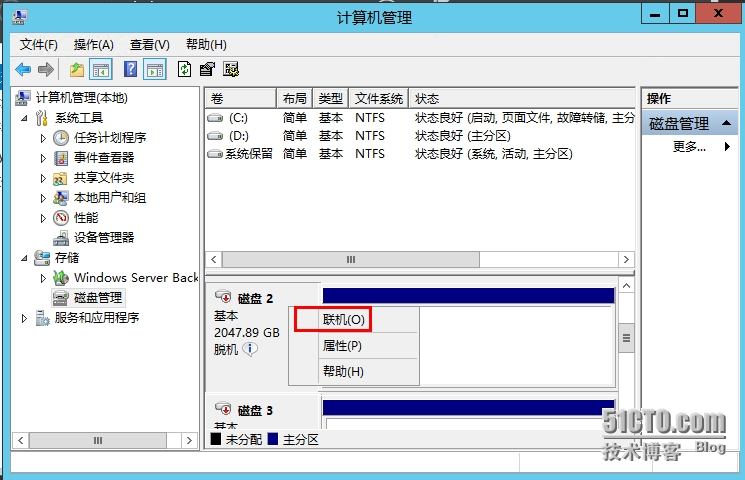 计算机管理
文件(F) 操作(A) 查看(V) 帮助(H)
计算机管理(本地)
系统工具
任务计划程序
事件查看器
共享文件夹
本地用户和组
性能
设备管理器
存储
Windows Server Back
磁盘管理
服务和应用程序
卷 布局 类型 文件系统 状态
(C:) 简单 基本 NTFS 状态良好 (启动, 页面文件, 故障转储, 主分
(D:) 简单 基本 NTFS 状态良好 (主分区)
系统保留 简单 基本 NTFS 状态良好 (系统, 活动, 主分区)
操作
磁盘管理
更多...
磁盘 2
基本
2047.89 GB
脱机
联机(O)
属性(P)
帮助(H)
磁盘 3
基本
未分配 主分区
51CTO.com
技术博客 Blog